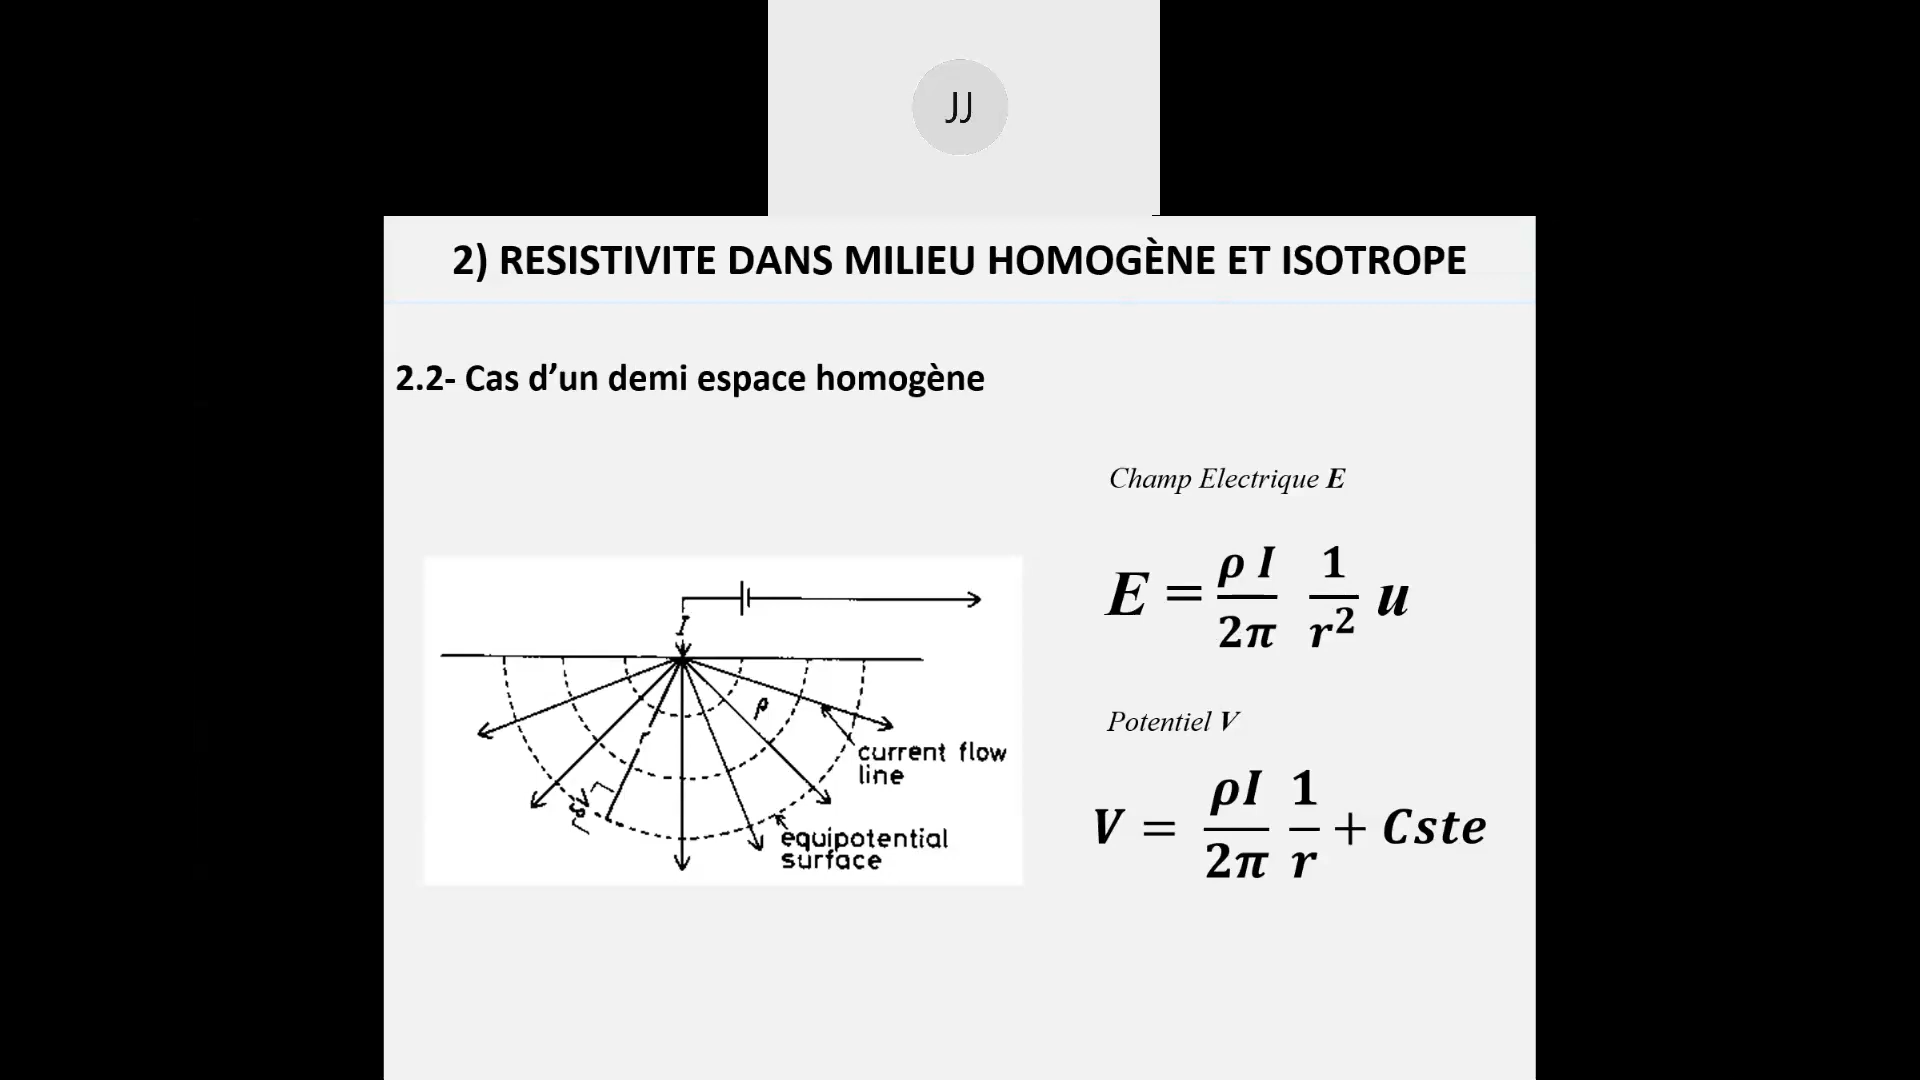 JJ
2) RESISTIVITE DANS MILIEU HOMOGÈNE ET ISOTROPE
2.2- Cas d’un demi espace homogène
Champ Electrique E
E = ρ I / 2π 1 / r² u
Potentiel V
V = ρI / 2π 1 / r + Cste
I
ρ
r
current flow
line
equipotential
surface